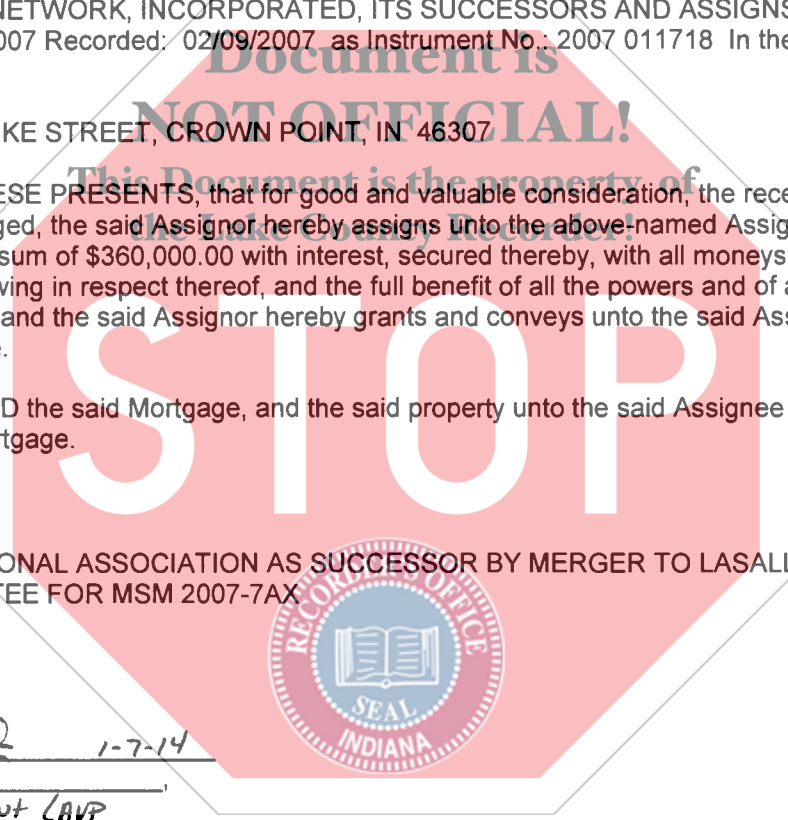 NETWORK, INCORPORATED, ITS SUCCESSORS AND ASSIGNS
007 Recorded: 02/09/2007 as Instrument No.: 2007 011718 In the
Document is
KE STREET, CROWN POINT, IN 46307
NOT OFFICIAL!
This Document is the property of
ESE PRESENTS, that for good and valuable consideration, the rece
the Lake County Recorder!
ged, the said Assignor hereby assigns unto the above-named Assig
sum of $360,000.00 with interest, secured thereby, with all moneys
ving in respect thereof, and the full benefit of all the powers and of a
and the said Assignor hereby grants and conveys unto the said Ass
e.
STOP
D the said Mortgage, and the said property unto the said Assignee
rtgage.
ONAL ASSOCIATION AS SUCCESSOR BY MERGER TO LASALL
TEE FOR MSM 2007-7AX
RECORDER'S OFFICE
SEAL
INDIANA
1-7-14